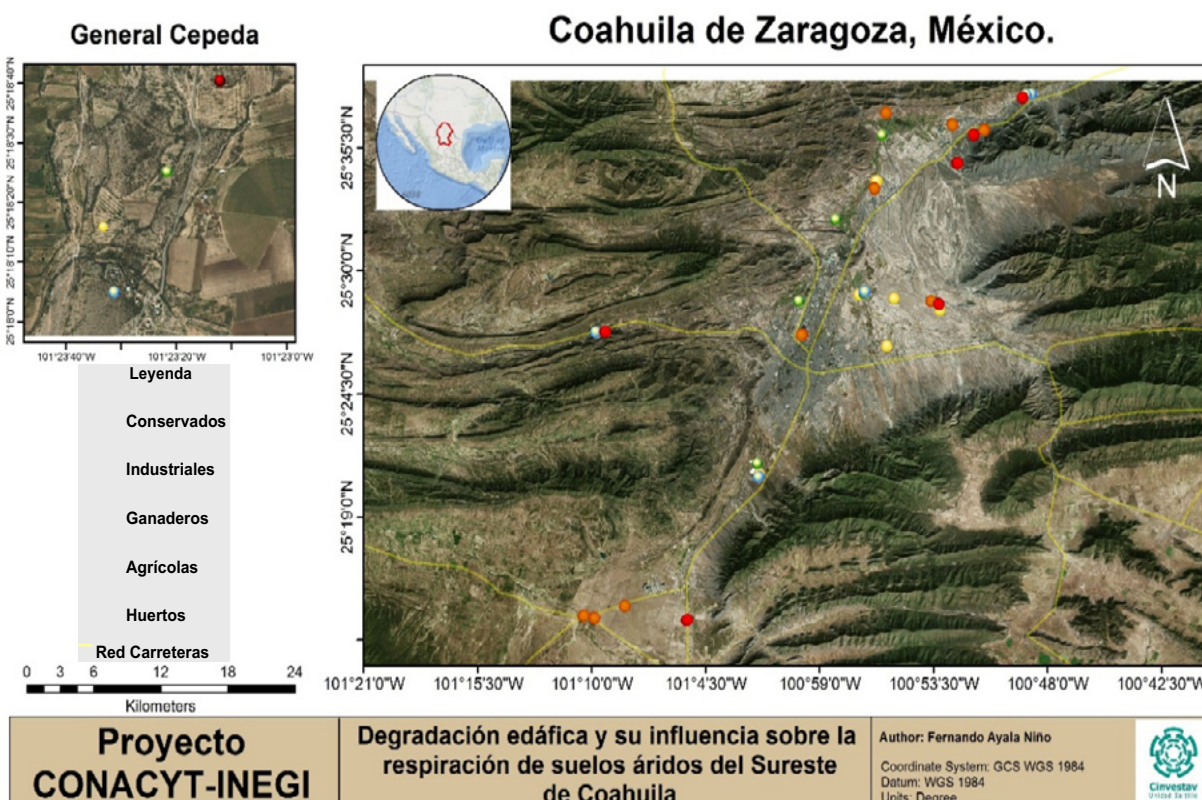 General Cepeda
Coahuila de Zaragoza, México.
25°18'40"N
25°18'30"N
25°18'20"N
25°18'10"N
25°18'0"N
101°23'40"W
101°23'20"W
101°23'0"W
Leyenda
Conservados
Industriales
Ganaderos
Agrícolas
Huertos
Red Carreteras
0 3 6 12 18 24
Kilometers
25°35'30"N
25°30'0"N
25°24'30"N
25°19'0"N
N
101°21'0"W
101°15'30"W
101°10'0"W
101°4'30"W
100°59'0"W
100°53'30"W
100°48'0"W
100°42'30"W
Proyecto
CONACYT-INEGI
Degradación edáfica y su influencia sobre la
respiración de suelos áridos del Sureste
de Coahuila
Author: Fernando Ayala Niño
Coordinate System: GCS WGS 1984
Datum: WGS 1984
Units: Degree
Cinvestav